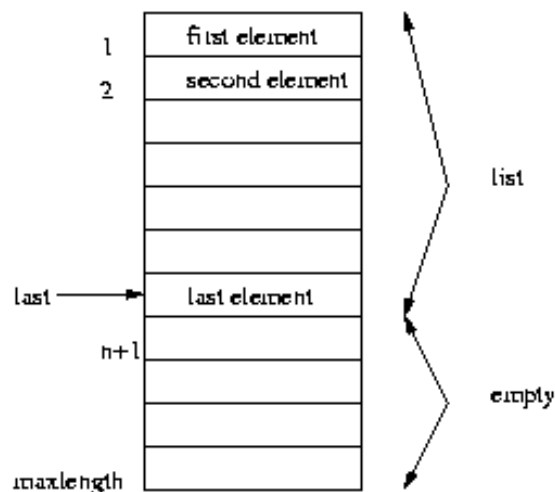 first element
1
second element
2
list
last
last element
n+1
empty
maxlength